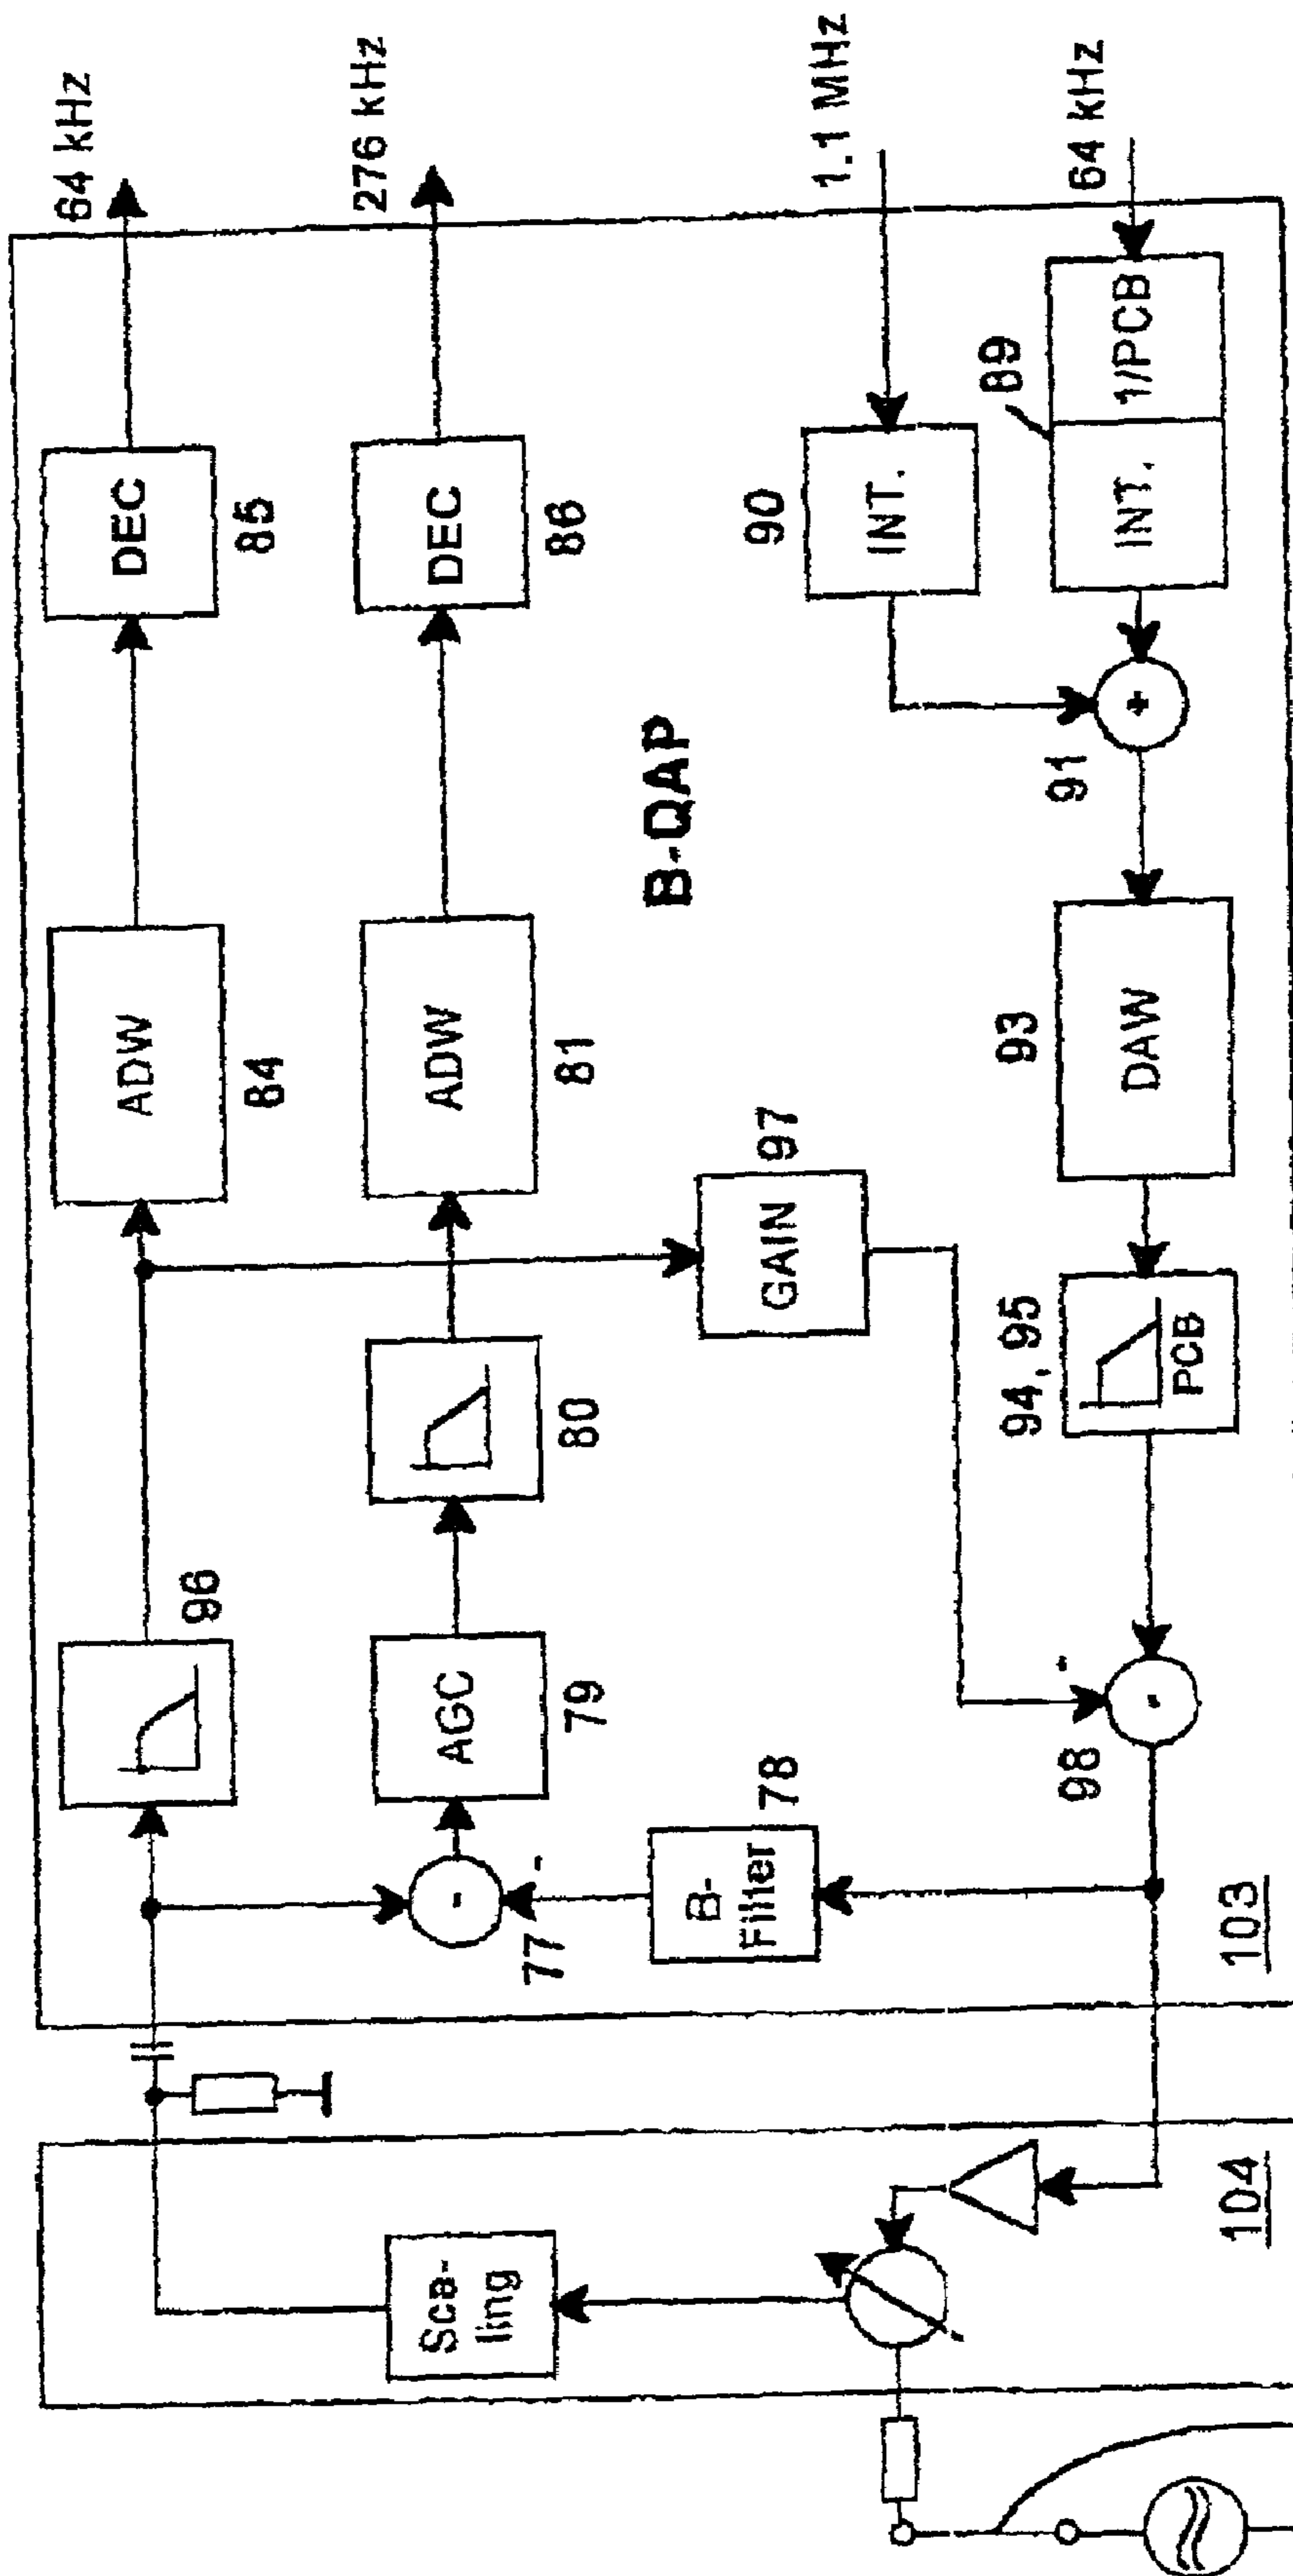 64 kHz
276 kHz
1.1 MHz
64 kHz
DEC
85
DEC
86
90
INT.
89
INT.
1/PCB
+
91
B-QAP
ADW
84
ADW
81
93
DAW
GAIN
97
94, 95
PCB
96
80
AGC
79
-
-
77
B-
Filter
78
-
-
98
103
104
Sca-
ling